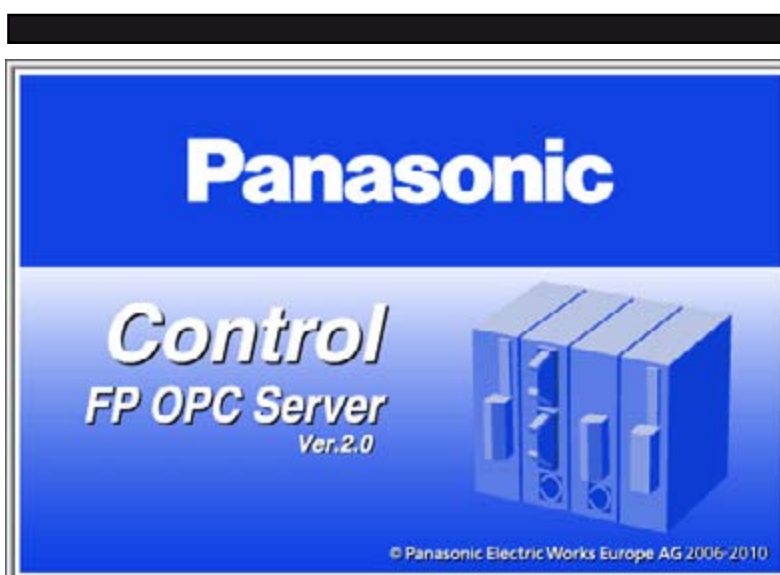 Panasonic
Control
FP OPC Server
Ver.2.0
© Panasonic Electric Works Europe AG 2006-2010